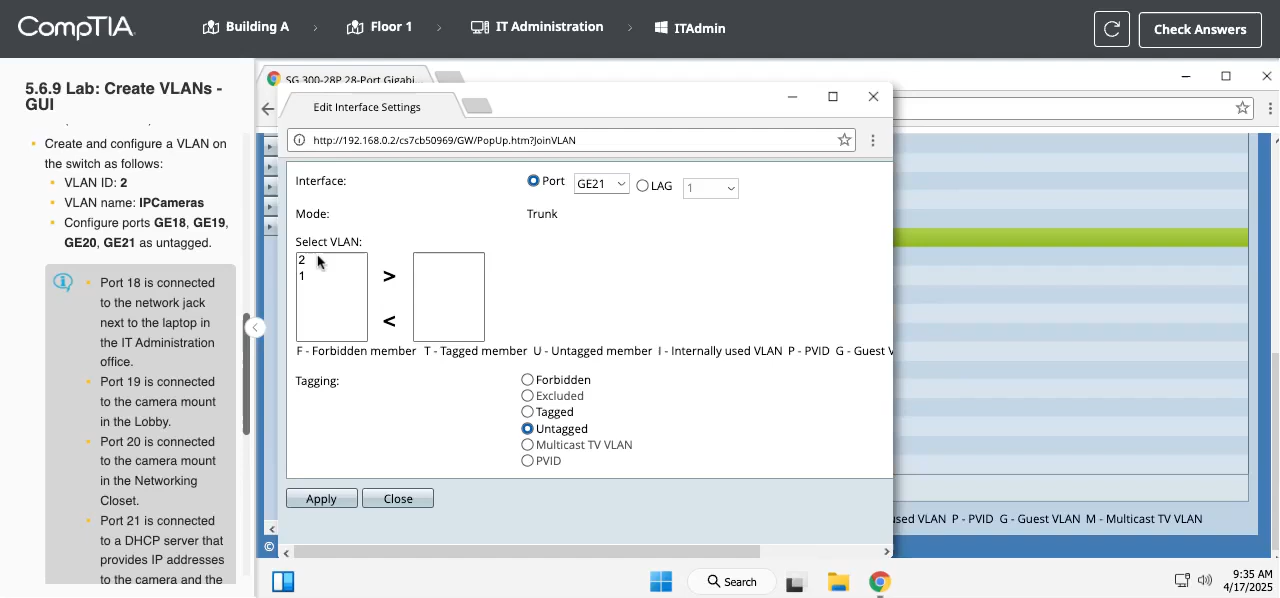 CompTIA.
Building A
Floor 1
IT Administration
ITAdmin
Check Answers
5.6.9 Lab: Create VLANs - GUI
Create and configure a VLAN on
the switch as follows:
VLAN ID: 2
VLAN name: IPCameras
Configure ports GE18, GE19,
GE20, GE21 as untagged.
Port 18 is connected
to the network jack
next to the laptop in
the IT Administration
office.
Port 19 is connected
to the camera mount
in the Lobby.
Port 20 is connected
to the camera mount
in the Networking
Closet.
Port 21 is connected
to a DHCP server that
provides IP addresses
to the camera and the
SG 300-28P 28-Port Gigabi...
Edit Interface Settings
http://192.168.0.2/cs7cb50969/GW/PopUp.htm?JoinVLAN
Interface:
Port
GE21
LAG
1
Mode:
Trunk
Select VLAN:
2
1
>
<
F - Forbidden member T - Tagged member U - Untagged member I - Internally used VLAN P - PVID G - Guest V
Tagging:
Forbidden
Excluded
Tagged
Untagged
Multicast TV VLAN
PVID
Apply
Close
sed VLAN P - PVID G - Guest VLAN M - Multicast TV VLAN
©
Search
9:35 AM
4/17/2025